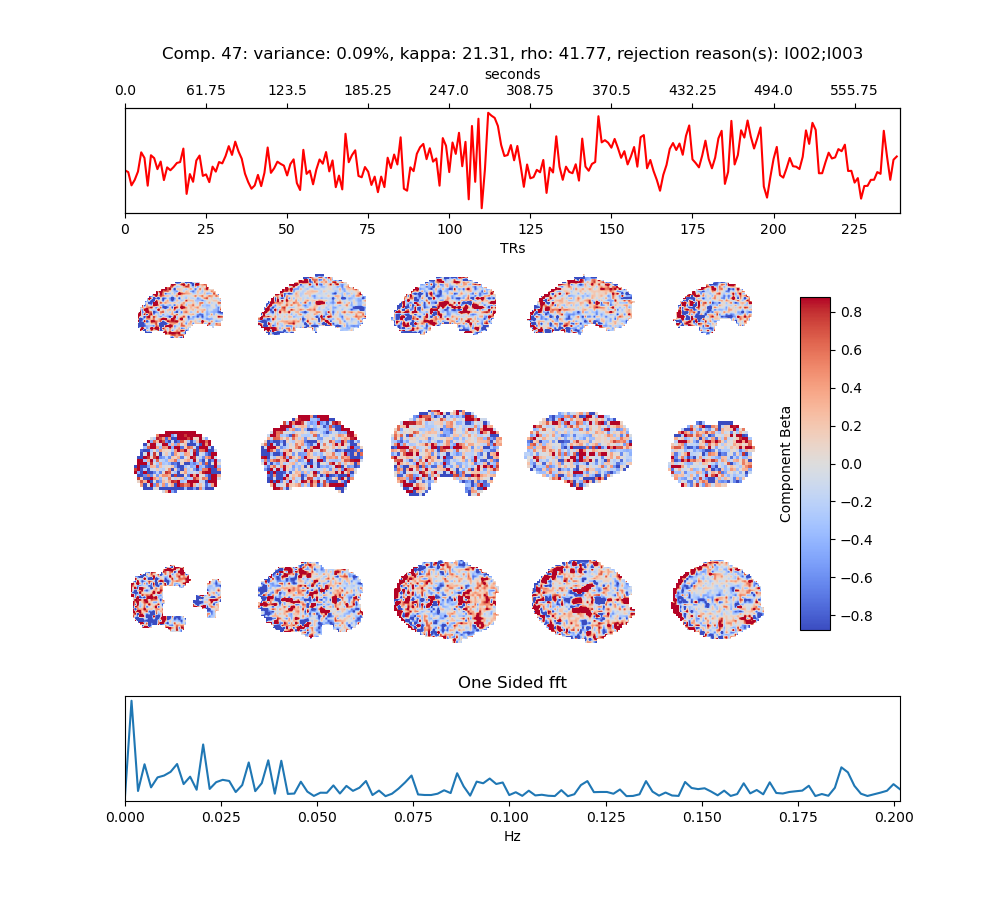 Comp. 47: variance: 0.09%, kappa: 21.31, rho: 41.77, rejection reason(s): I002;I003
seconds
0.0 61.75 123.5 185.25 247.0 308.75 370.5 432.25 494.0 555.75
0 25 50 75 100 125 150 175 200 225
TRs
0.8
0.6
0.4
0.2
0.0
−0.2
−0.4
−0.6
−0.8
Component Beta
One Sided fft
0.000 0.025 0.050 0.075 0.100 0.125 0.150 0.175 0.200
Hz